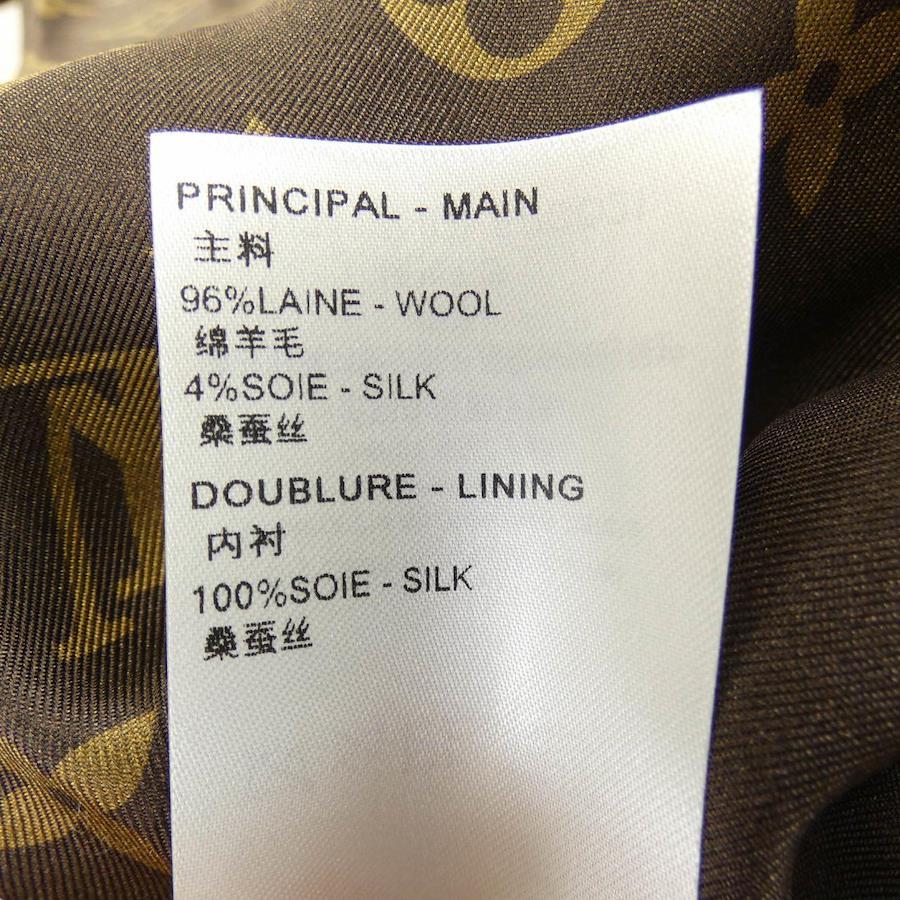 PRINCIPAL - MAIN
主料
96%LAINE - WOOL
绵羊毛
4%SOIE - SILK
桑蚕丝
DOUBLURE - LINING
内衬
100%SOIE - SILK
桑蚕丝